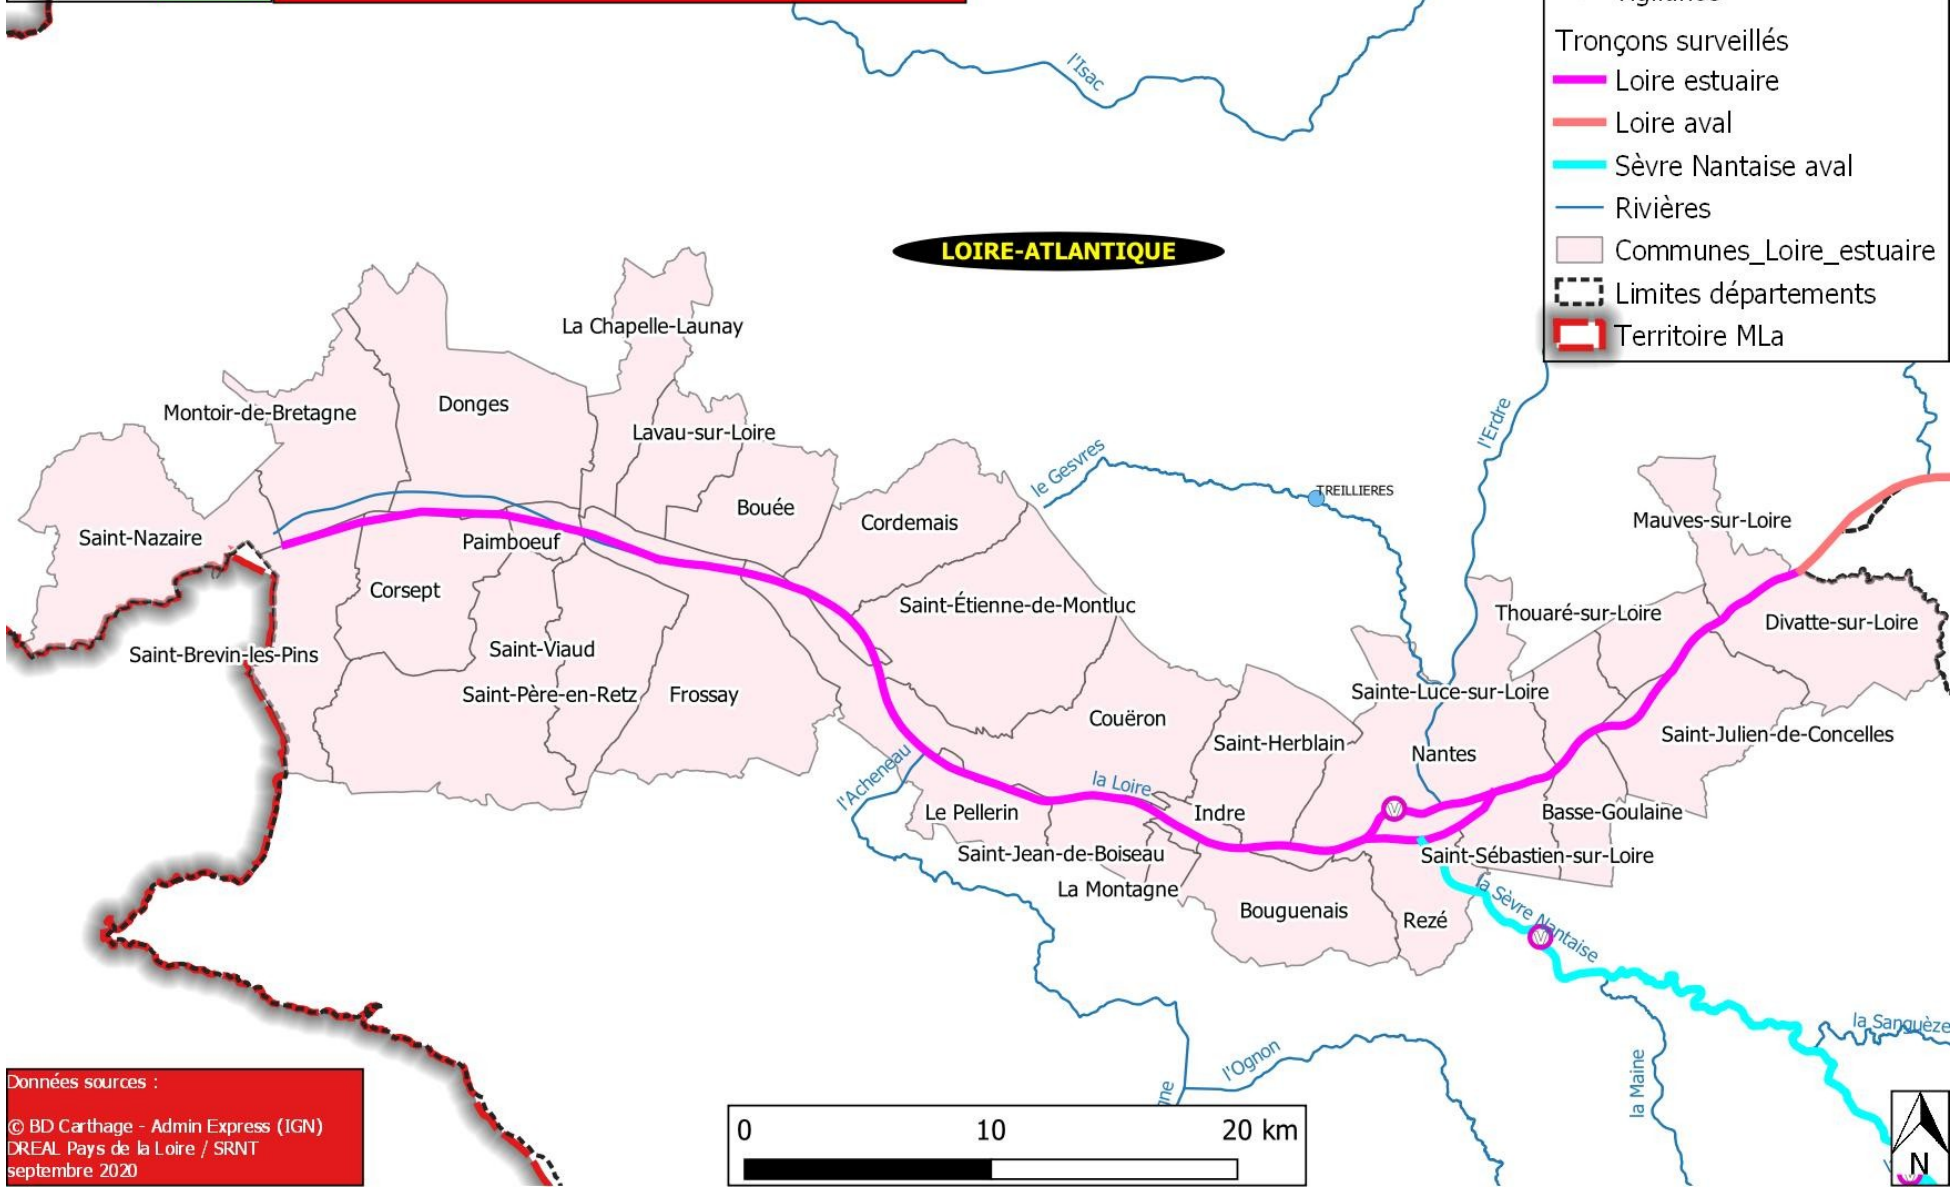 Tronçons surveillés
Loire estuaire
Loire aval
Sèvre Nantaise aval
Rivières
Communes_Loire_estuaire
Limites départements
Territoire MLa
l'Isac
LOIRE-ATLANTIQUE
La Chapelle-Launay
Montoir-de-Bretagne
Donges
Lavau-sur-Loire
l'Erdre
le Gesvres
TREILLIERES
Saint-Nazaire
Bouée
Cordemais
Mauves-sur-Loire
Paimboeuf
Corsept
Saint-Étienne-de-Montluc
Thouaré-sur-Loire
Divatte-sur-Loire
Saint-Brevin-les-Pins
Saint-Viaud
Saint-Père-en-Retz
Frossay
Sainte-Luce-sur-Loire
Couëron
Saint-Herblain
Nantes
Saint-Julien-de-Concelles
l'Acheneau
la Loire
Le Pellerin
Indre
Basse-Goulaine
Saint-Jean-de-Boiseau
Saint-Sébastien-sur-Loire
La Montagne
Bouguenais
Rezé
la Sèvre Nantaise
V
V
la Sanguèze
la Maine
l'Ognon
Données sources :
© BD Carthage - Admin Express (IGN)
DREAL Pays de la Loire / SRNT
septembre 2020
0 10 20 km
N